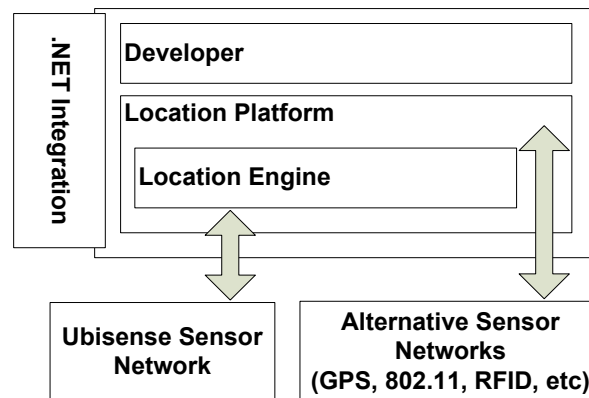 .NET Integration
Developer
Location Platform
Location Engine
Ubisense Sensor
Network
Alternative Sensor
Networks
(GPS, 802.11, RFID, etc)